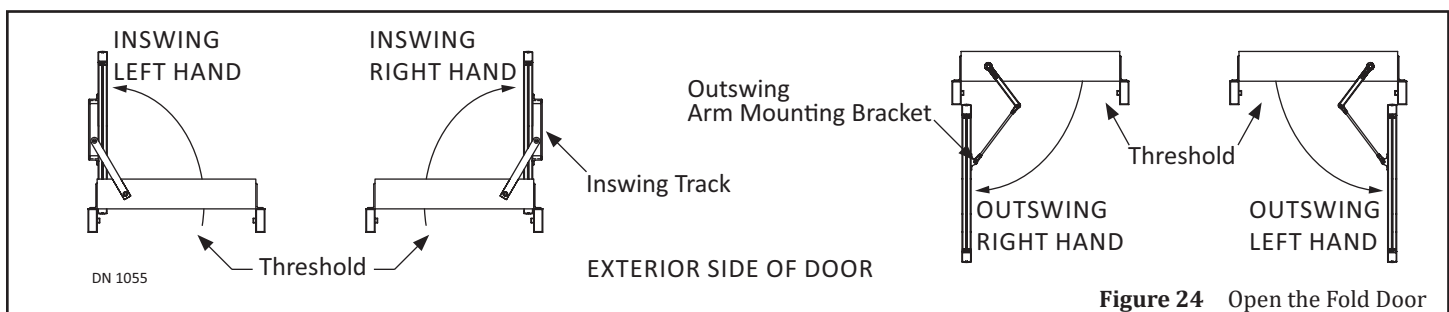 INSWING
LEFT HAND
INSWING
RIGHT HAND
Inswing Track
Threshold
DN 1055
EXTERIOR SIDE OF DOOR
Outswing
Arm Mounting Bracket
Threshold
OUTSWING
RIGHT HAND
OUTSWING
LEFT HAND
Figure 24 Open the Fold Door